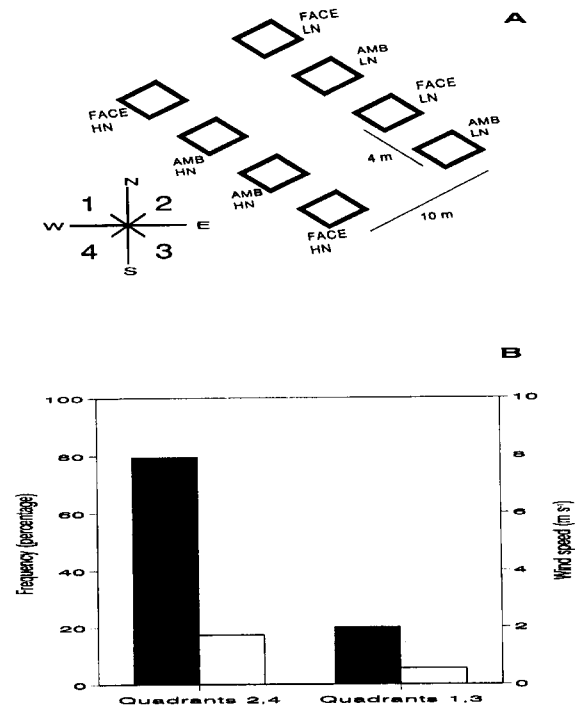 A
FACE
LN
AMB
LN
FACE
LN
AMB
LN
FACE
HN
AMB
HN
AMB
HN
FACE
HN
4 m
10 m
N
1 2
W E
4 3
S
B
100
80
60
40
20
0
Frequency (percentage)
10
8
6
4
2
0
Wind speed (m s¹)
Quadrants 2,4 Quadrants 1,3